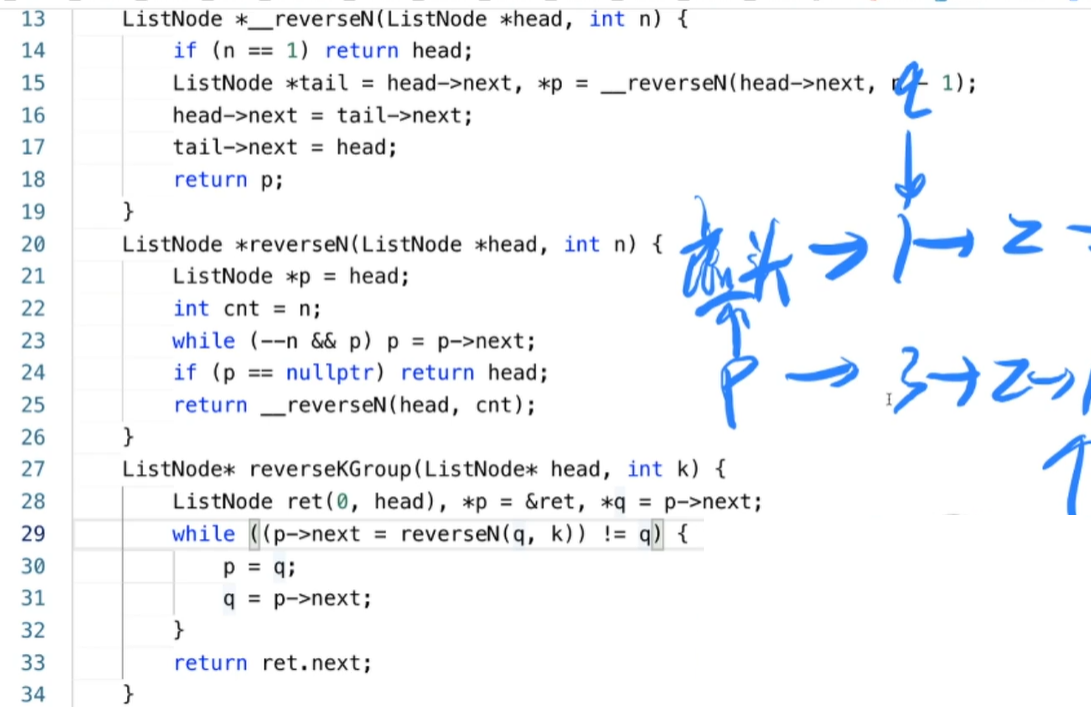 13 ListNode *__reverseN(ListNode *head, int n) {
14 if (n == 1) return head;
15 ListNode *tail = head->next, *p = __reverseN(head->next, - 1);
16 head->next = tail->next;
17 tail->next = head;
18 return p;
19 }
20 ListNode *reverseN(ListNode *head, int n) {
21 ListNode *p = head;
22 int cnt = n;
23 while (--n && p) p = p->next;
24 if (p == nullptr) return head;
25 return __reverseN(head, cnt);
26 }
27 ListNode* reverseKGroup(ListNode* head, int k) {
28 ListNode ret(0, head), *p = &ret, *q = p->next;
29 while ((p->next = reverseN(q, k)) != q) {
30 p = q;
31 q = p->next;
32 }
33 return ret.next;
34 }
q
头 → 1 → 2
P → 3 → 2 → 1